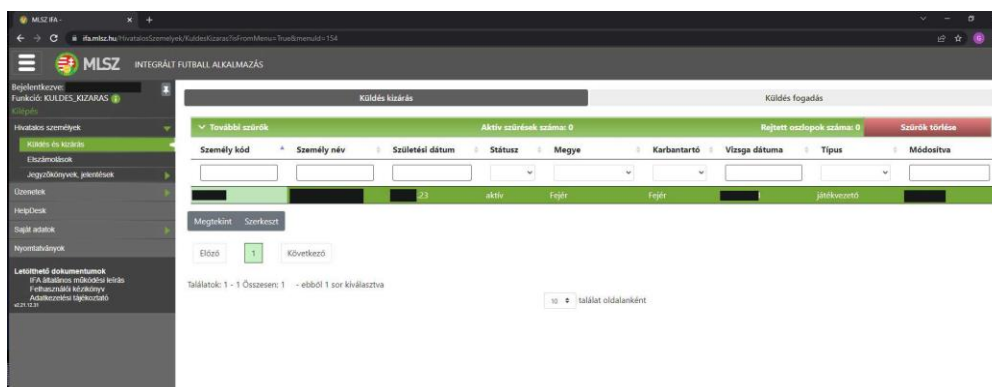 MLSZ IFA -
ifa.mlsz.hu/HivatalosSzemelyek/KuldesKizaras?isFromMenu=True&menuId=154
MLSZ INTEGRÁLT FUTBALL ALKALMAZÁS
Bejelentkezve:
Funkció: KULDES_KIZARAS
Kilépés
Hivatalos személyek
Küldés és kizárás
Elszámolások
Jegyzőkönyvek, jelentések
Üzenetek
HelpDesk
Saját adatok
Nyomtatványok
Letölthető dokumentumok
IFA általános működési leírás
Felhasználói kézikönyv
Adatkezelési tájékoztató
v2.21.12.31
Küldés kizárás Küldés fogadás
További szűrők Aktív szűrések száma: 0 Rejtett oszlopok száma: 0 Szűrők törlése
Személy kód Személy név Születési dátum Státusz Megye Karbantartó Vizsga dátuma Típus Módosítva
23 aktív Fejér Fejér játékvezető
Megtekint Szerkeszt
Előző 1 Következő
Találatok: 1 - 1 Összesen: 1 - ebből 1 sor kiválasztva
10 találat oldalanként